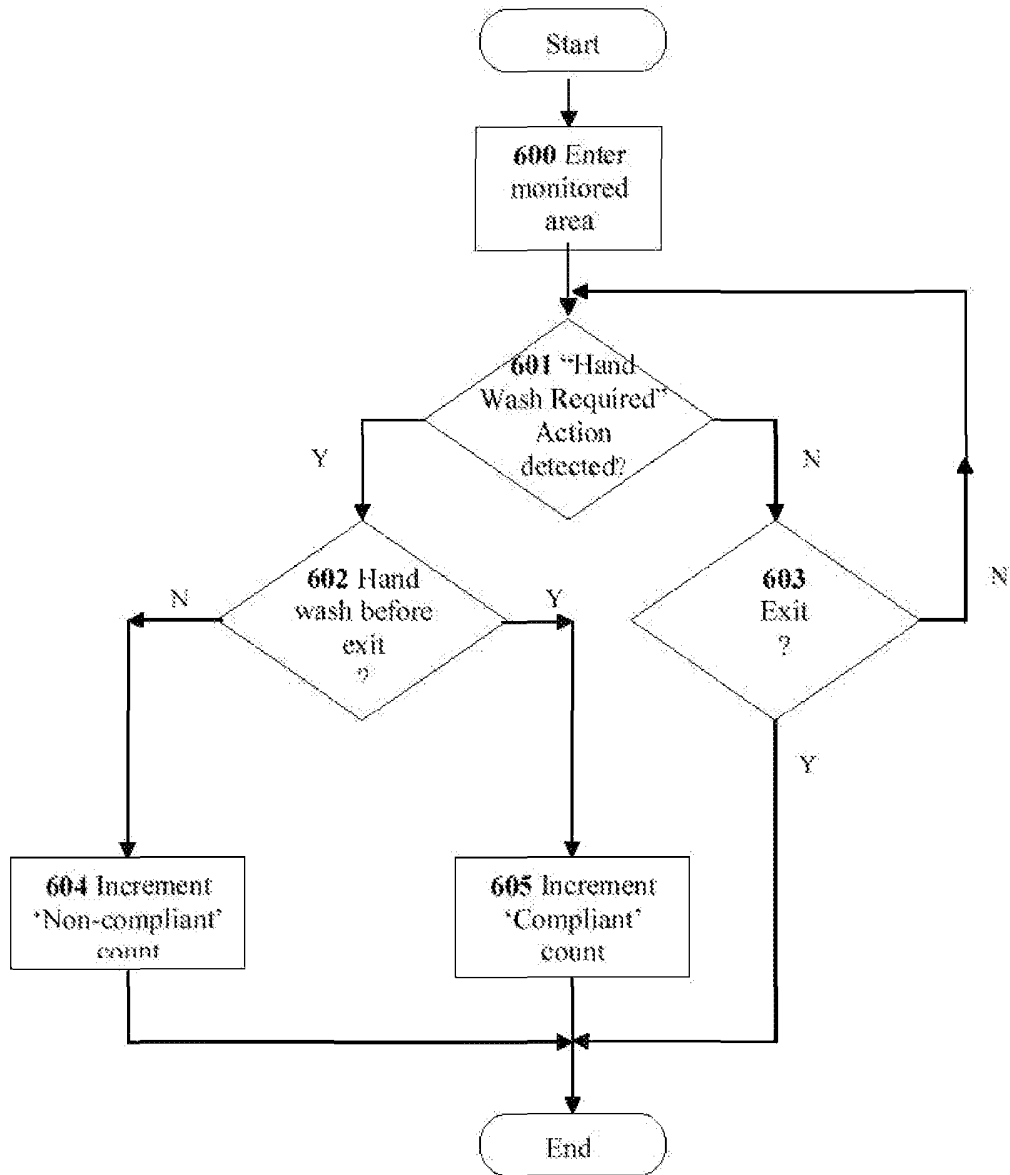 Start
600 Enter
monitored
area
601 “Hand
Wash Required”
Action
detected?
Y
N
602 Hand
wash before
exit
?
N
Y
603
Exit
?
N
Y
604 Increment
‘Non-compliant’
count
605 Increment
‘Compliant’
count
End